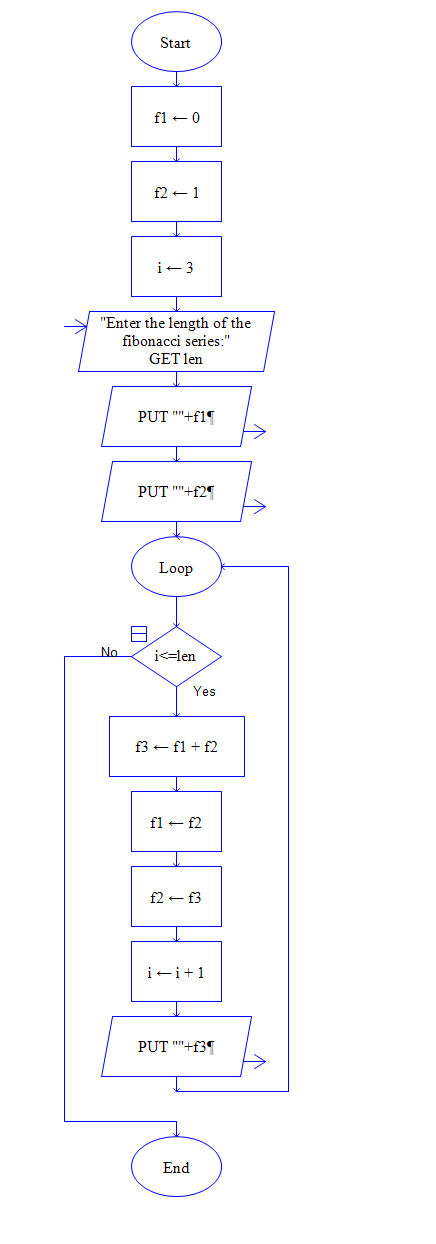 Start
f1 ← 0
f2 ← 1
i ← 3
"Enter the length of the
fibonacci series:"
GET len
PUT ""+f1¶
PUT ""+f2¶
Loop
No
i<=len
Yes
f3 ← f1 + f2
f1 ← f2
f2 ← f3
i ← i + 1
PUT ""+f3¶
End